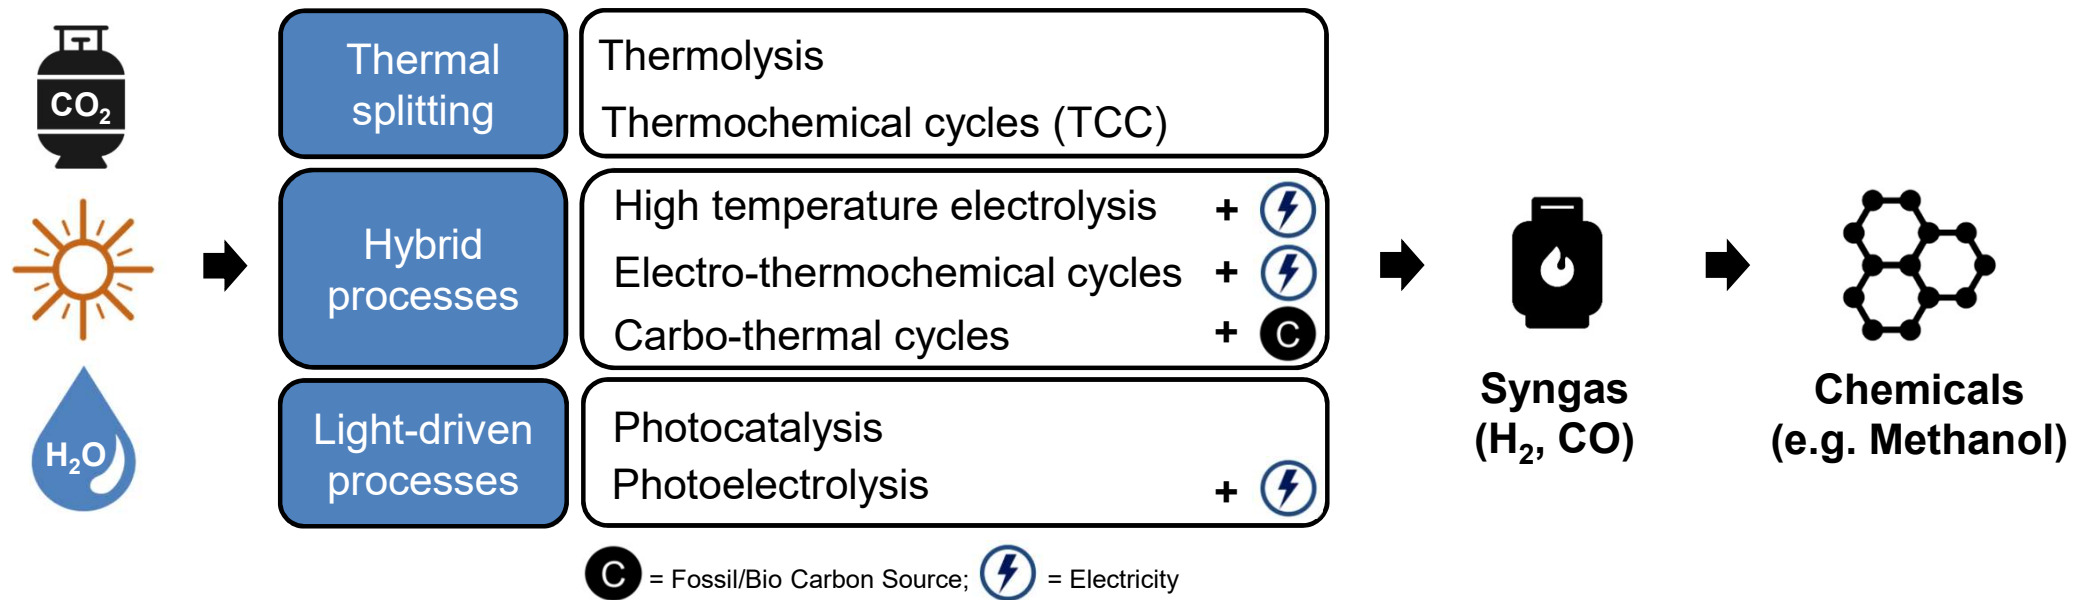 CO₂
H₂O
Thermal
splitting
Thermolysis
Thermochemical cycles (TCC)
Hybrid
processes
High temperature electrolysis +
Electro-thermochemical cycles +
Carbo-thermal cycles + C
Light-driven
processes
Photocatalysis
Photoelectrolysis +
Syngas
(H₂, CO)
Chemicals
(e.g. Methanol)
C = Fossil/Bio Carbon Source; = Electricity